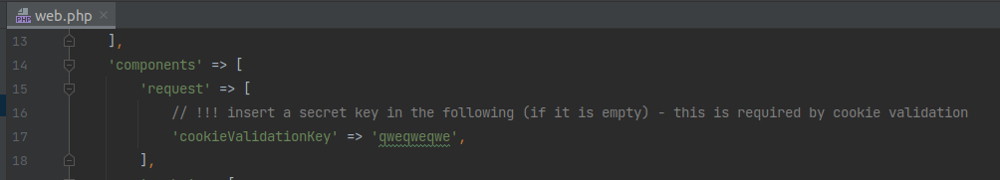 web.php
13 ],
14 'components' => [
15 'request' => [
16 // !!! insert a secret key in the following (if it is empty) - this is required by cookie validation
17 'cookieValidationKey' => 'qweqweqwe',
18 ],